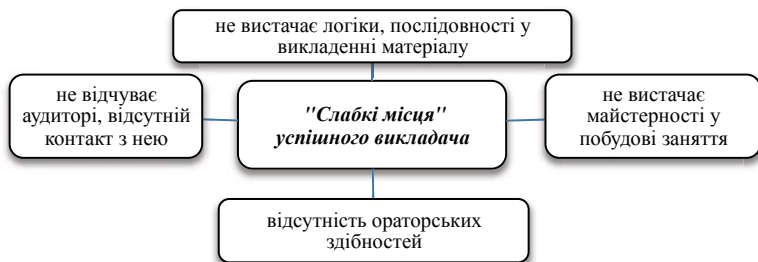 не вистачає логіки, послідовності у
викладенні матеріалу
не відчуває
аудиторі, відсутній
контакт з нею
"Слабкі місця"
успішного викладача
не вистачає
майстерності у
побудові заняття
відсутність ораторських
здібностей